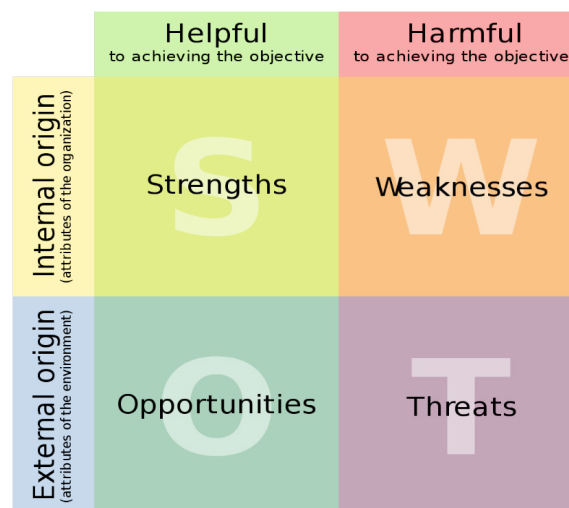 Helpful
to achieving the objective
Harmful
to achieving the objective
Internal origin
(attributes of the organization)
S
Strengths
W
Weaknesses
External origin
(attributes of the environment)
O
Opportunities
T
Threats